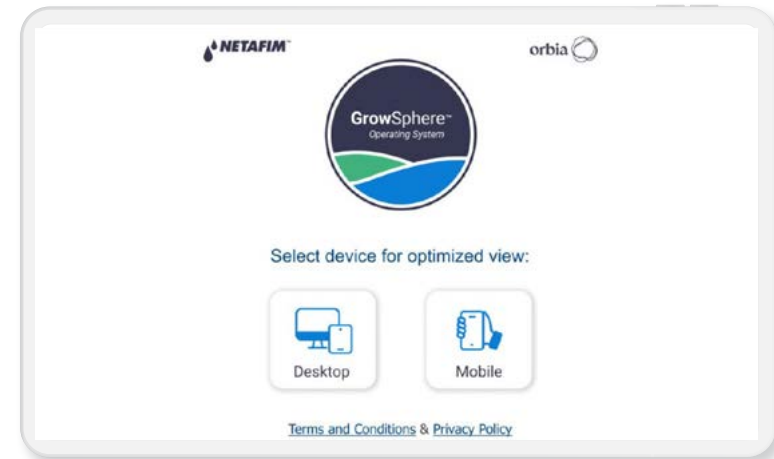 NETAFIM™
orbia
GrowSphere™
Operating System
Select device for optimized view:
Desktop
Mobile
Terms and Conditions & Privacy Policy